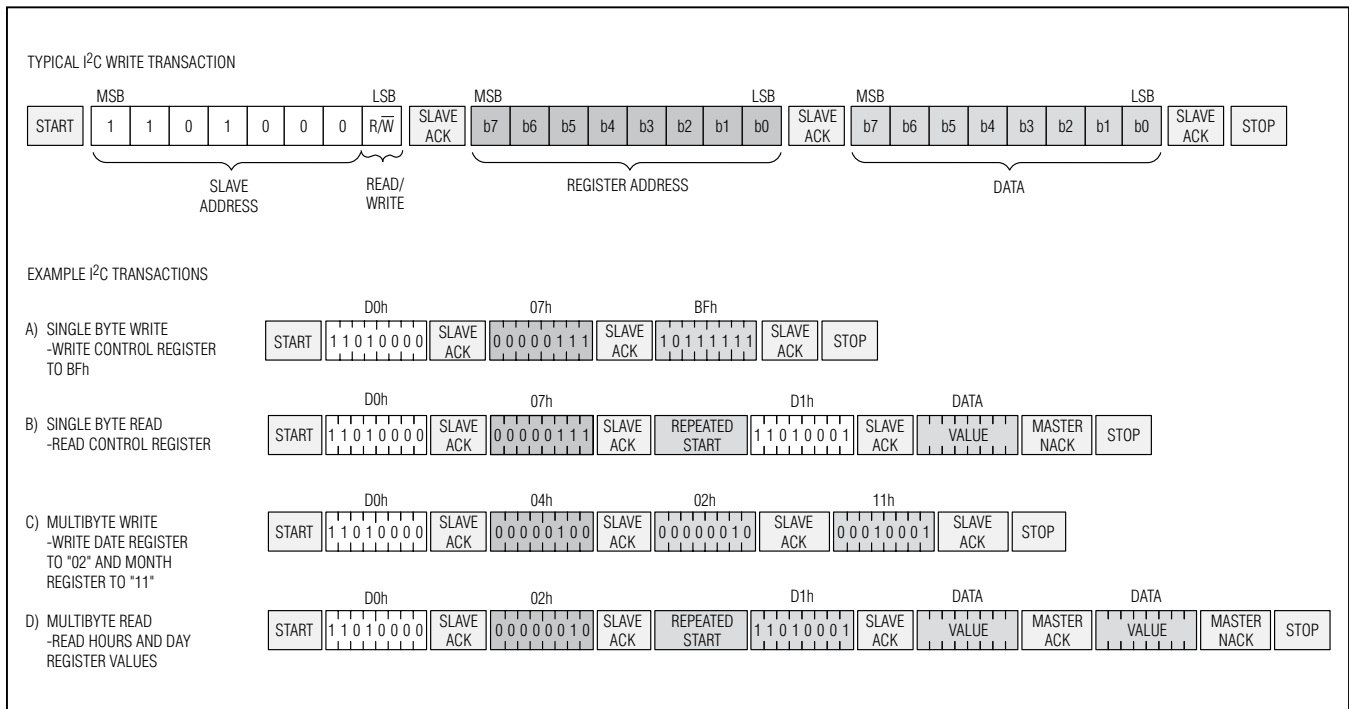 TYPICAL I2C WRITE TRANSACTION
MSB LSB MSB LSB MSB LSB
START 1 1 0 1 0 0 0 R/W̅ SLAVE ACK b7 b6 b5 b4 b3 b2 b1 b0 SLAVE ACK b7 b6 b5 b4 b3 b2 b1 b0 SLAVE ACK STOP
SLAVE ADDRESS READ/WRITE REGISTER ADDRESS DATA
EXAMPLE I2C TRANSACTIONS
D0h 07h BFh
A) SINGLE BYTE WRITE
-WRITE CONTROL REGISTER
TO BFh
START 11010000 SLAVE ACK 00000111 SLAVE ACK 10111111 SLAVE ACK STOP
D0h 07h D1h DATA
B) SINGLE BYTE READ
-READ CONTROL REGISTER
START 11010000 SLAVE ACK 00000111 SLAVE ACK REPEATED START 11010001 SLAVE ACK VALUE MASTER NACK STOP
D0h 04h 02h 11h
C) MULTIBYTE WRITE
-WRITE DATE REGISTER
TO "02" AND MONTH
REGISTER TO "11"
START 11010000 SLAVE ACK 00000100 SLAVE ACK 00000010 SLAVE ACK 00010001 SLAVE ACK STOP
D0h 02h D1h DATA DATA
D) MULTIBYTE READ
-READ HOURS AND DAY
REGISTER VALUES
START 11010000 SLAVE ACK 00000010 SLAVE ACK REPEATED START 11010001 SLAVE ACK VALUE MASTER ACK VALUE MASTER NACK STOP